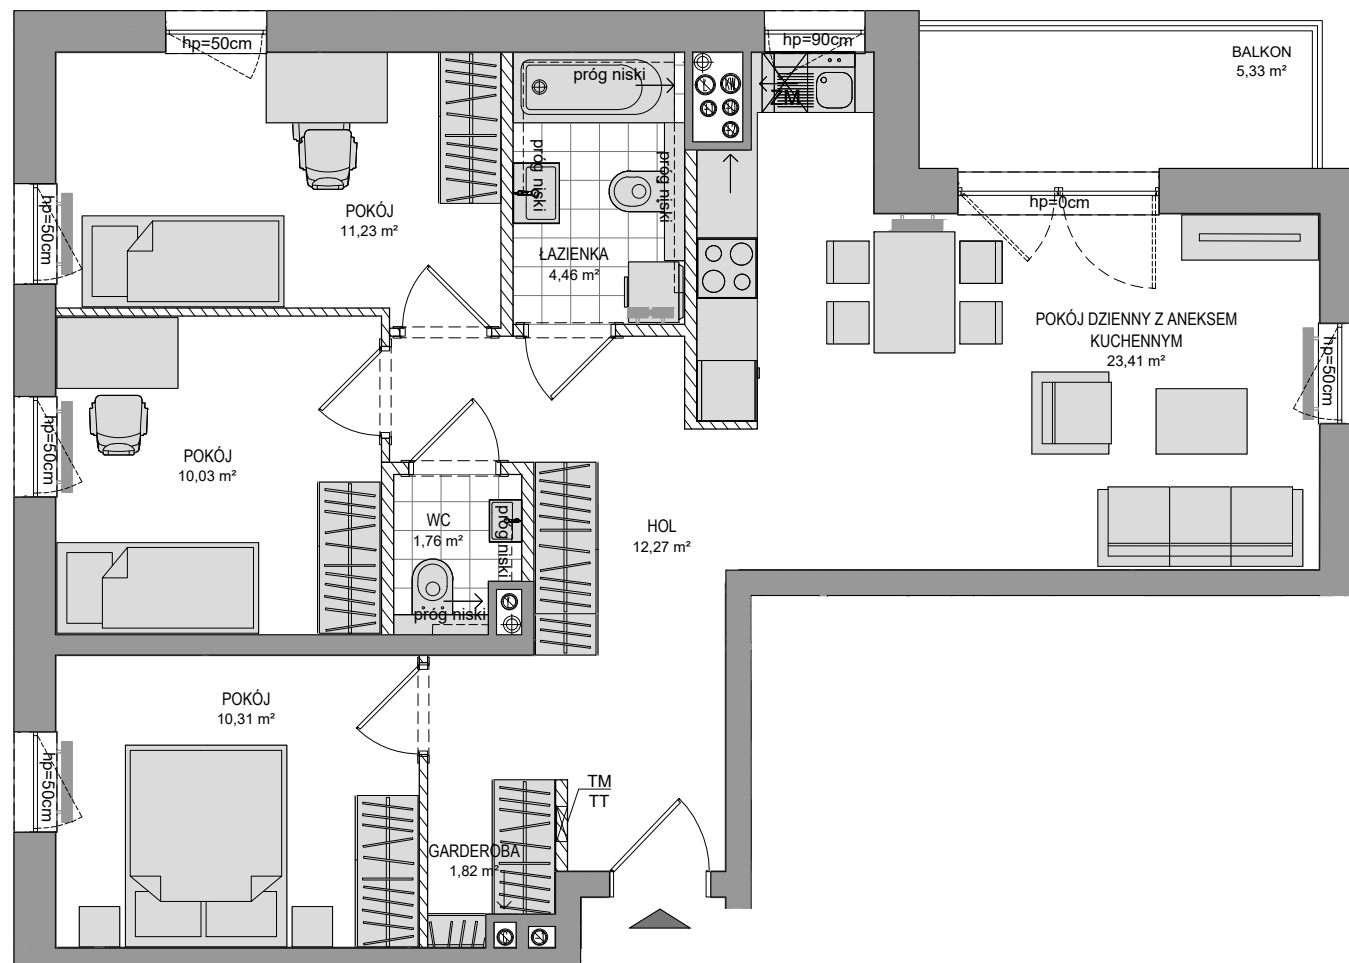 hp=50cm
hp=90cm
BALKON
5,33 m²
próg niski
ZM
próg niski
próg niski
hp=50cm
POKÓJ
11,23 m²
hp=0cm
ŁAZIENKA
4,46 m²
POKÓJ DZIENNY Z ANEKSEM
KUCHENNYM
23,41 m²
hp=50cm
hp=50cm
POKÓJ
10,03 m²
WC
1,76 m²
próg niski
HOL
12,27 m²
próg niski
POKÓJ
10,31 m²
hp=50cm
TM
TT
GARDEROBA
1,82 m²